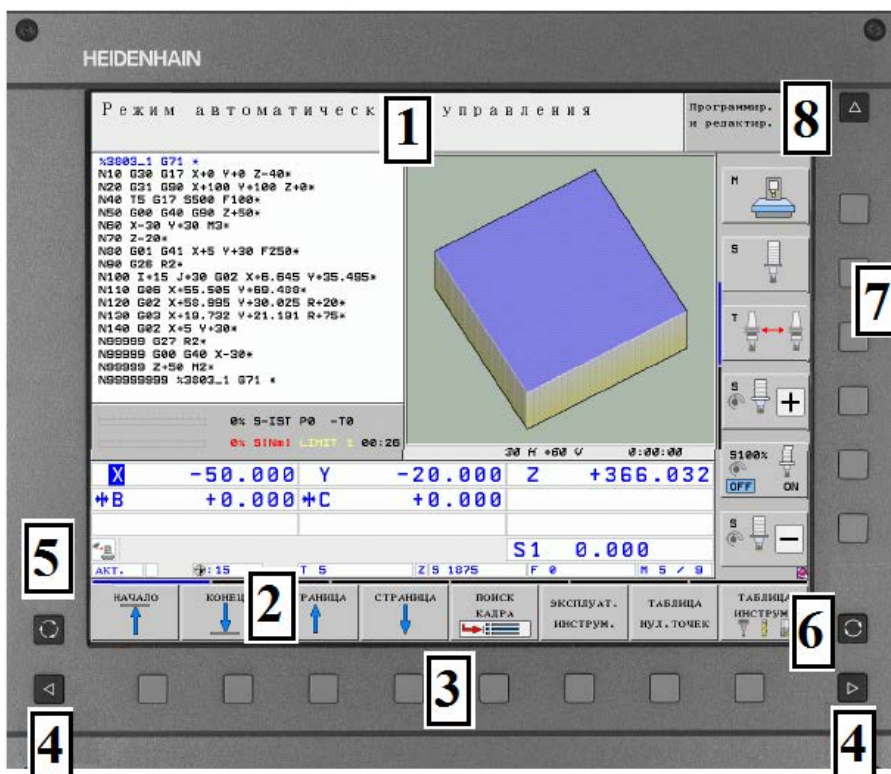 HEIDENHAIN
Режим автоматическ управления
1
Программир.
и редактир.
8
%3803_1 G71 *
N10 G30 G17 X+0 Y+0 Z-40*
N20 G31 G90 X+100 Y+100 Z+0*
N40 T5 G17 S500 F100*
N50 G00 G40 G90 Z+50*
N60 X-30 Y+30 M3*
N70 Z-20*
N80 G01 G41 X+5 Y+30 F250*
N90 G26 R2*
N100 I+15 J+30 G02 X+6.645 Y+35.495*
N110 G06 X+55.505 Y+69.488*
N120 G02 X+58.995 Y+30.025 R+20*
N130 G03 X+19.732 Y+21.191 R+75*
N140 G02 X+5 Y+30*
N99999 G27 R2*
N99999 G00 G40 X-30*
N99999 Z+50 M2*
N99999999 %3803_1 G71 *
M
S
7
T
S
+
S100%
OFF ON
S
−
0% S-IST P0 -T0
0% S[Nm] LIMIT 1 00:26
30 H +60 V 0:00:00
X -50.000 Y -20.000 Z +366.032
B +0.000 C +0.000
S1 0.000
5
АКТ. : 15 T 5 Z S 1875 F 0 M 5 / 9
НАЧАЛО
КОНЕЦ
2
РАНИЦА
СТРАНИЦА
ПОИСК
КАДРА
ЭКСПЛУАТ.
ИНСТРУМ.
ТАБЛИЦА
НУЛ.ТОЧЕК
ТАБЛИЦА
ИНСТРУМ.
6
3
4
4